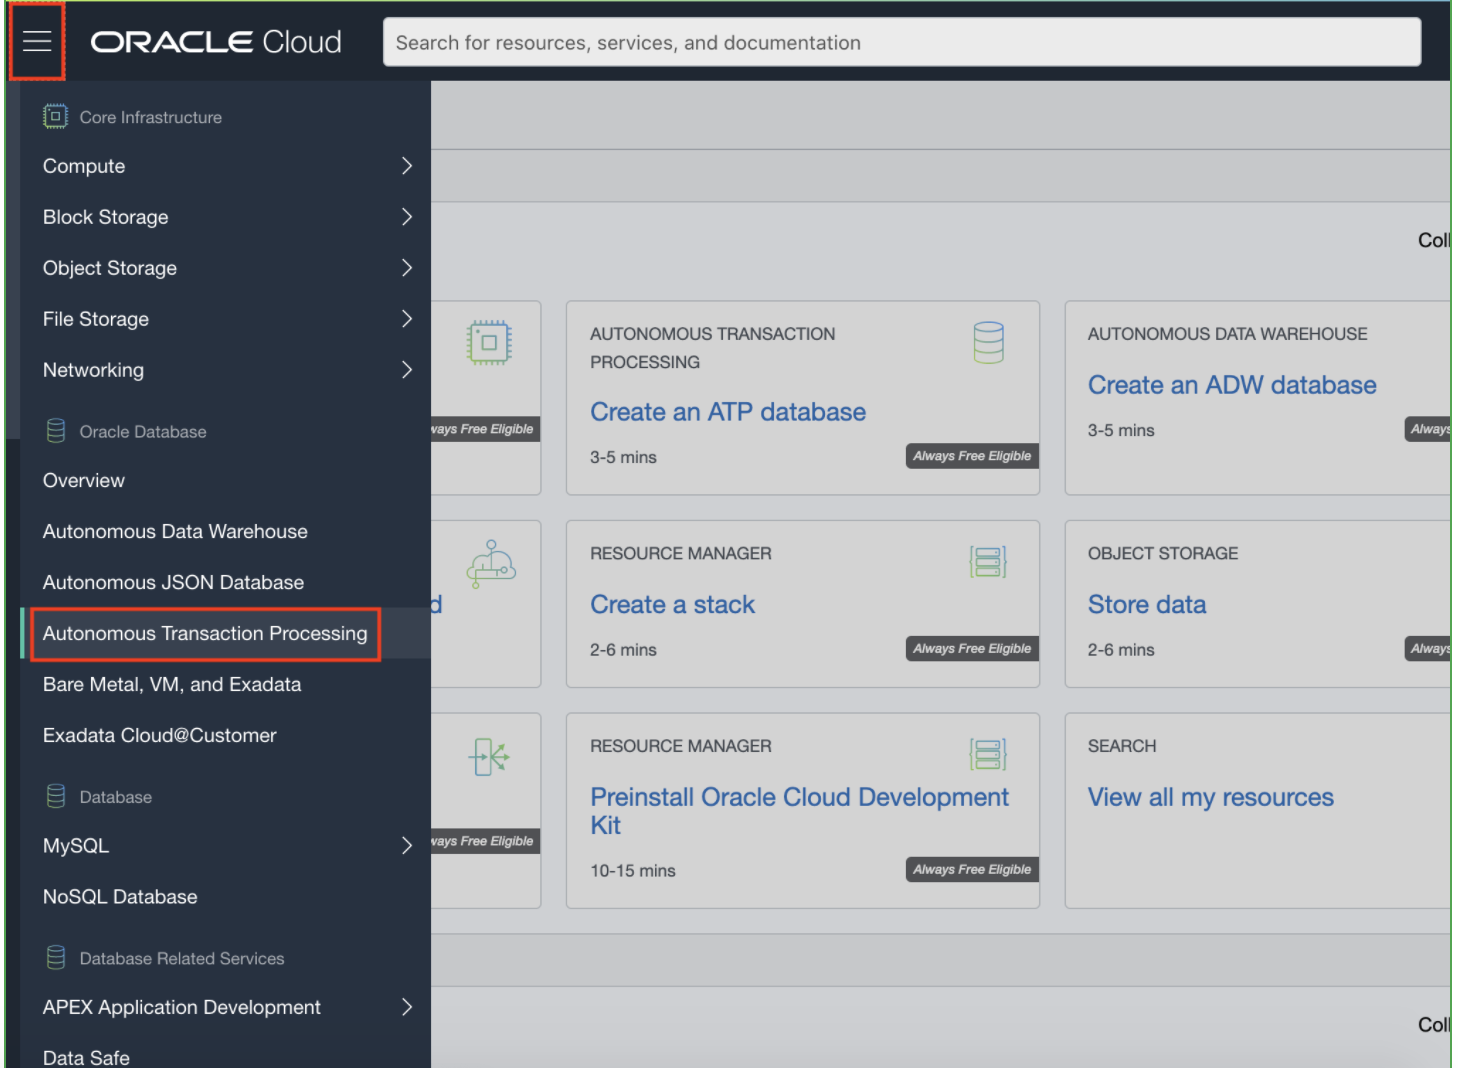 ORACLE Cloud
Search for resources, services, and documentation
Core Infrastructure
Compute
Block Storage
Object Storage
File Storage
Networking
Oracle Database
Overview
Autonomous Data Warehouse
Autonomous JSON Database
Autonomous Transaction Processing
Bare Metal, VM, and Exadata
Exadata Cloud@Customer
Database
MySQL
NoSQL Database
Database Related Services
APEX Application Development
Data Safe
Coll
ways Free Eligible
AUTONOMOUS TRANSACTION
PROCESSING
Create an ATP database
3-5 mins
Always Free Eligible
AUTONOMOUS DATA WAREHOUSE
Create an ADW database
3-5 mins
Always
d
RESOURCE MANAGER
Create a stack
2-6 mins
Always Free Eligible
OBJECT STORAGE
Store data
2-6 mins
Always
ways Free Eligible
RESOURCE MANAGER
Preinstall Oracle Cloud Development
Kit
10-15 mins
Always Free Eligible
SEARCH
View all my resources
Coll